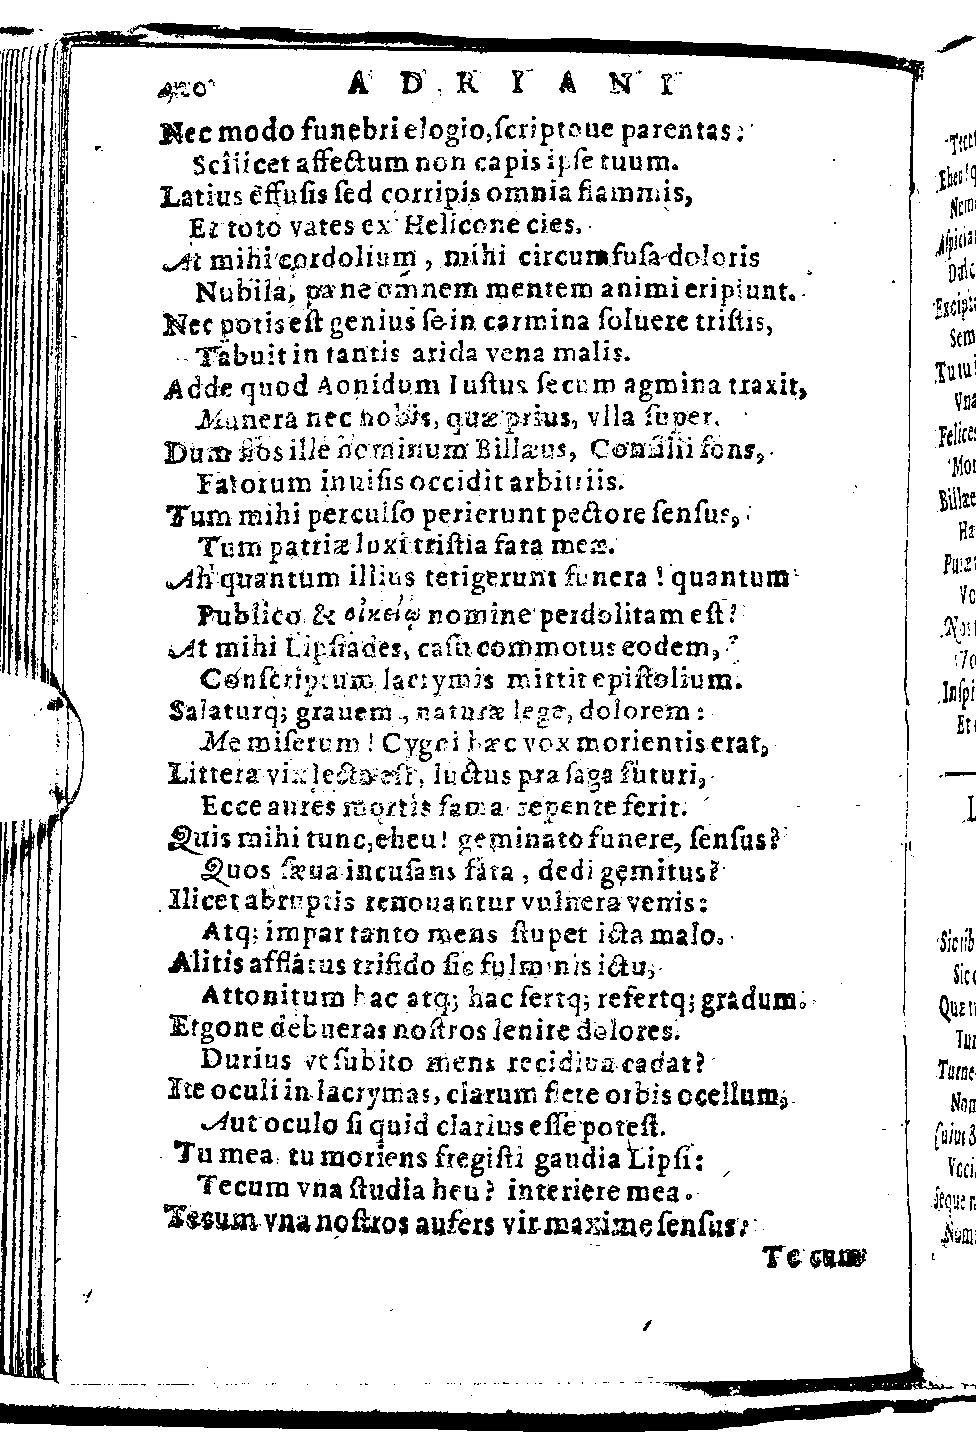 A D R I A N I
Nec modo funebri elogio, ſcriptoue parentas:
Scilicet affectum non capis ipſe tuum.
Latius effuſis ſed corripis omnia flammis,
Et toto vates ex Helicone cies.
At mihi cordolium, mihi circumfuſa doloris
Nubila, pæne omnem mentem animi eripiunt.
Nec potis eſt genius ſe in carmina ſoluere triſtis,
Tabuit in tantis arida vena malis.
Adde quod Aonidum Iuſtus ſecum agmina traxit,
Munera nec nobis, quæ prius, vlla ſuper.
Dum flos ille hominum Billæus, Conſilii fons,
Fatorum inuiſis occidit arbitriis.
Tum mihi perculſo perierunt pectore ſenſus,
Tum patriæ luxi triſtia fata meæ.
Ah quantum illius tetigerunt funera! quantum
Publico & οἰκείῳ nomine perdolitam eſt?
At mihi Lipſiades, caſu commotus eodem,
Conſcriptum lacrymis mittit epiſtolium.
Salaturq; grauem, naturæ lege, dolorem:
Me miſerum! Cygni hæc vox morientis erat,
Littera vix lecta eſt, luctus præſaga futuri,
Ecce aures mortis fama repente ferit.
Quis mihi tunc, eheu! geminato funere, ſenſus?
Quos ſæua incuſans fata, dedi gemitus?
Ilicet abruptis renouantur vulnera venis:
Atq; impar tanto mens ſtupet icta malo.
Alitis afflatus trifido ſic fulminis ictu,
Attonitum hac atq; hac fertq; refertq; gradum.
Ergone debueras noſtros lenire dolores.
Durius vt ſubito mens recidiua cadat?
Ite oculi in lacrymas, clarum flete orbis ocellum,
Aut oculo ſi quid clarius eſſe poteſt.
Tu mea tu moriens fregiſti gaudia Lipſi:
Tecum vna ſtudia heu? interiere mea.
Tecum vna noſtros aufers vir maxime ſenſus?
Tecum